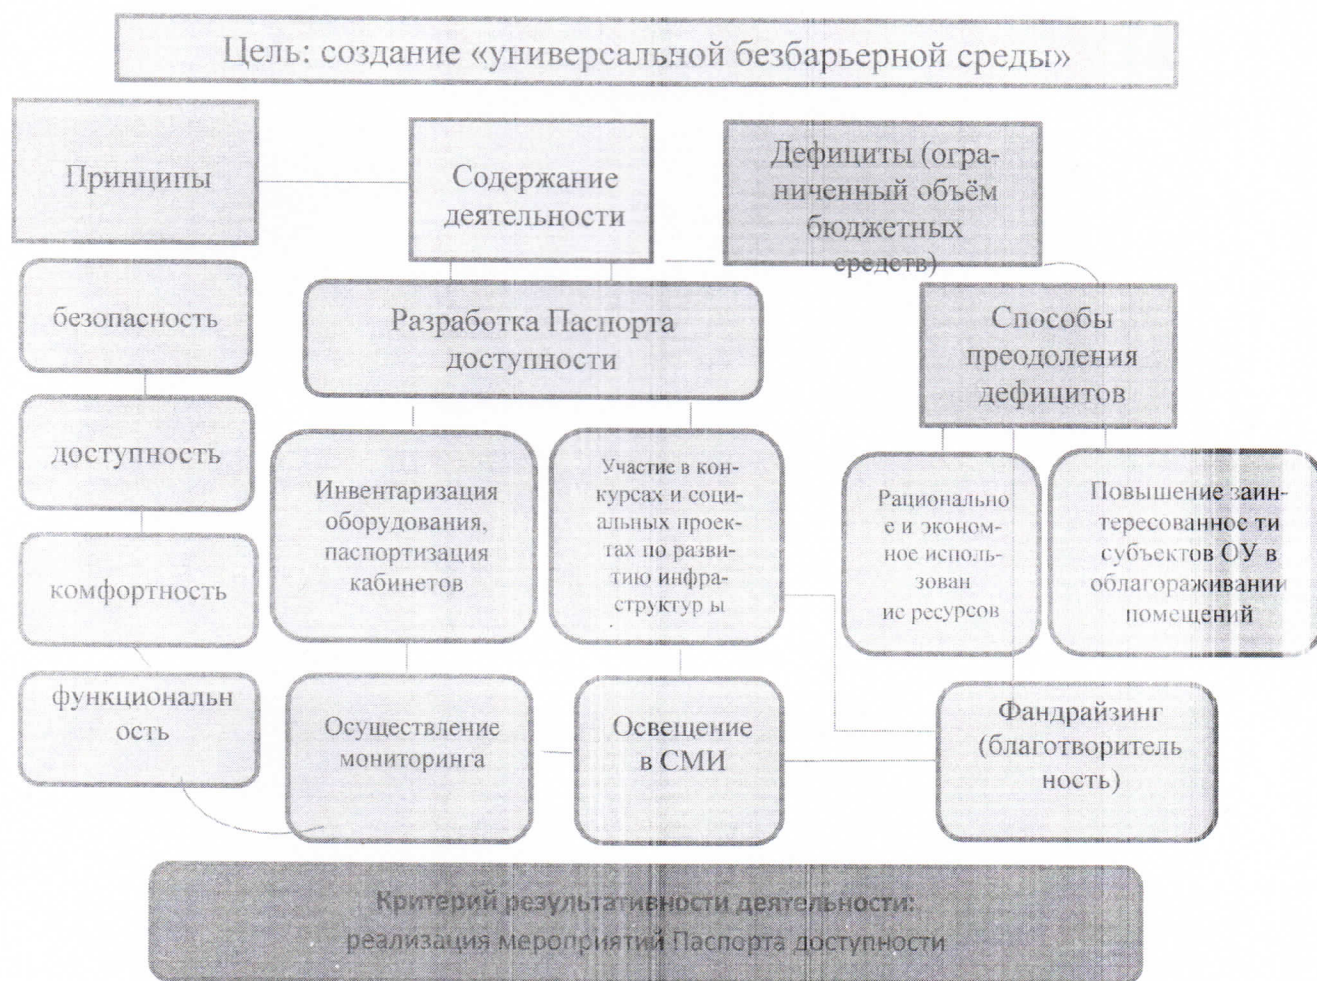 Цель: создание «универсальной безбарьерной среды»
Принципы
Содержание
деятельности
Дефициты (огра-
ниченный объём
бюджетных
средств)
безопасность
доступность
комфортность
функциональн
ость
Разработка Паспорта
доступности
Инвентаризация
оборудования,
паспортизация
кабинетов
Участие в кон-
курсах и соци-
альных проек-
тах по разви-
тию инфра-
структур ы
Осуществление
мониторинга
Освещение
в СМИ
Способы
преодоления
дефицитов
Рационально
е и эконом-
ное исполь-
зован
ие ресурсов
Повышение заин-
тересованнос ти
субъектов ОУ в
облагораживании
помещений
Фандрайзинг
(благотворитель
ность)
Критерий результативности деятельности:
реализация мероприятий Паспорта доступности